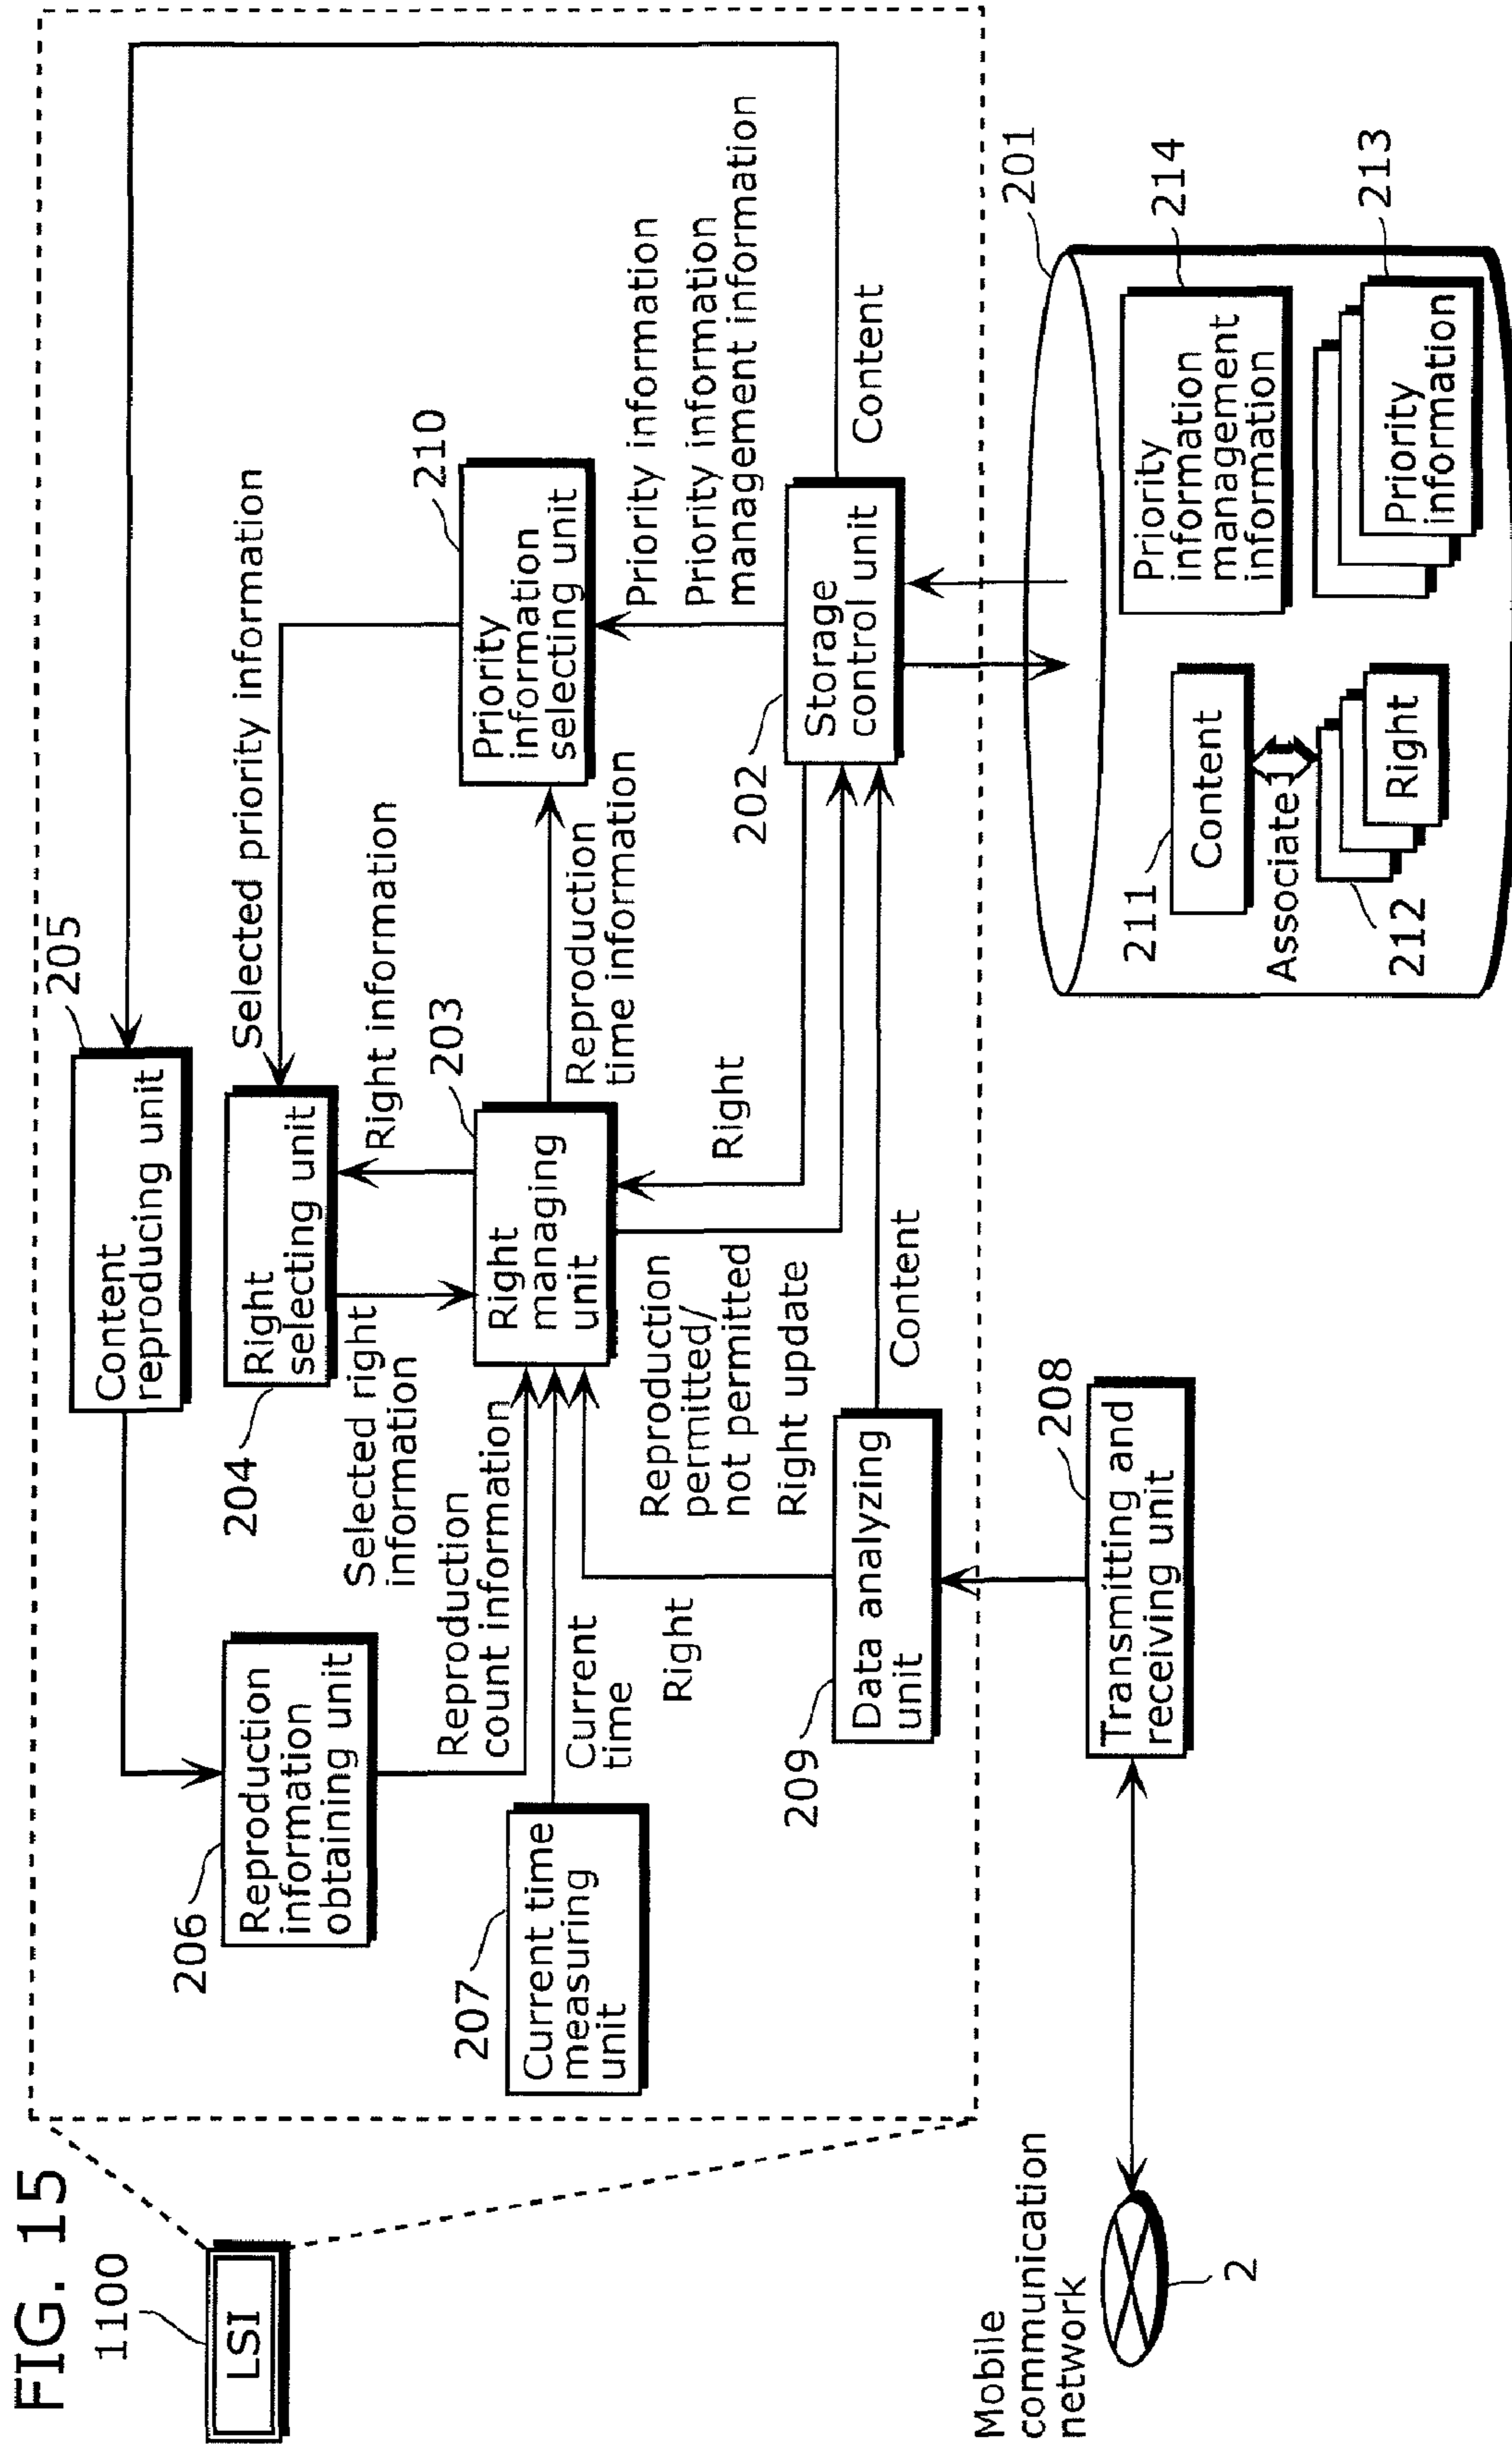 FIG. 15
1100
LSI
205
Content
reproducing unit
Selected priority information
204
Right
selecting unit
Right information
Selected right
information
206
Reproduction
information
obtaining unit
Reproduction
count information
203
Right
managing
unit
210
Priority
information
selecting unit
Reproduction
time information
Priority information
Priority information
management information
207
Current time
measuring
unit
Current
time
Right
Reproduction
permitted/
not permitted
Right update
Right
202
Storage
control unit
Content
209
Data analyzing
unit
Content
208
Transmitting and
receiving unit
Mobile
communication
network
2
201
211
Content
Associate
212
Right
214
Priority
information
management
information
213
Priority
information